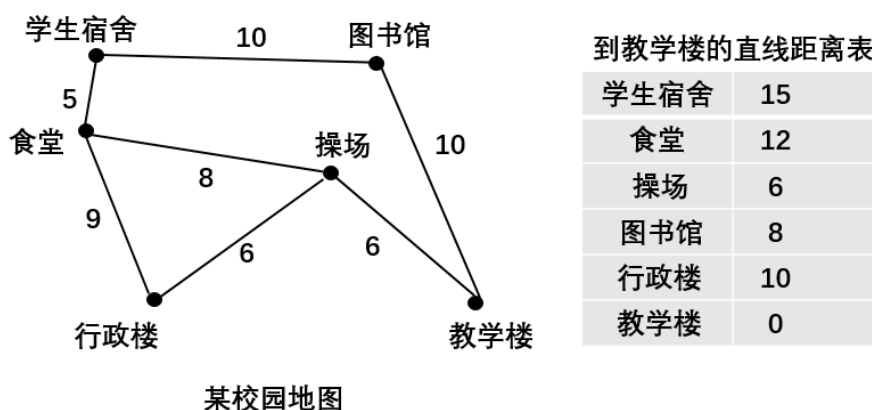 学生宿舍
10
图书馆
5
食堂
8
操场
10
9
6
6
行政楼
教学楼
某校园地图
到教学楼的直线距离表
学生宿舍 15
食堂 12
操场 6
图书馆 8
行政楼 10
教学楼 0